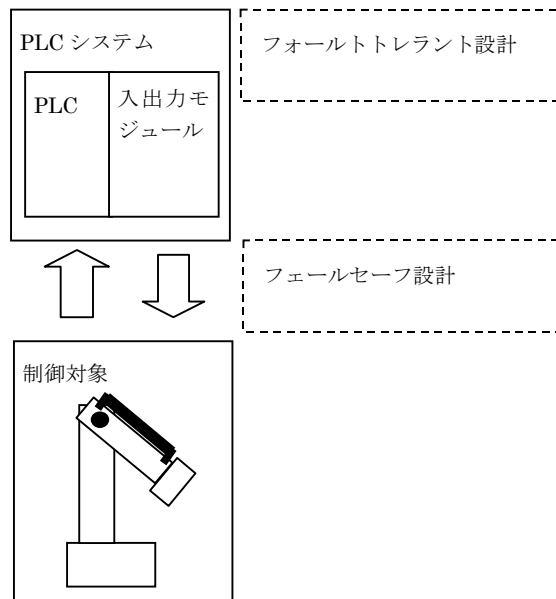 PLC システム
フォールトトレラント設計
PLC
入出力モ
ジュール
フェールセーフ設計
制御対象